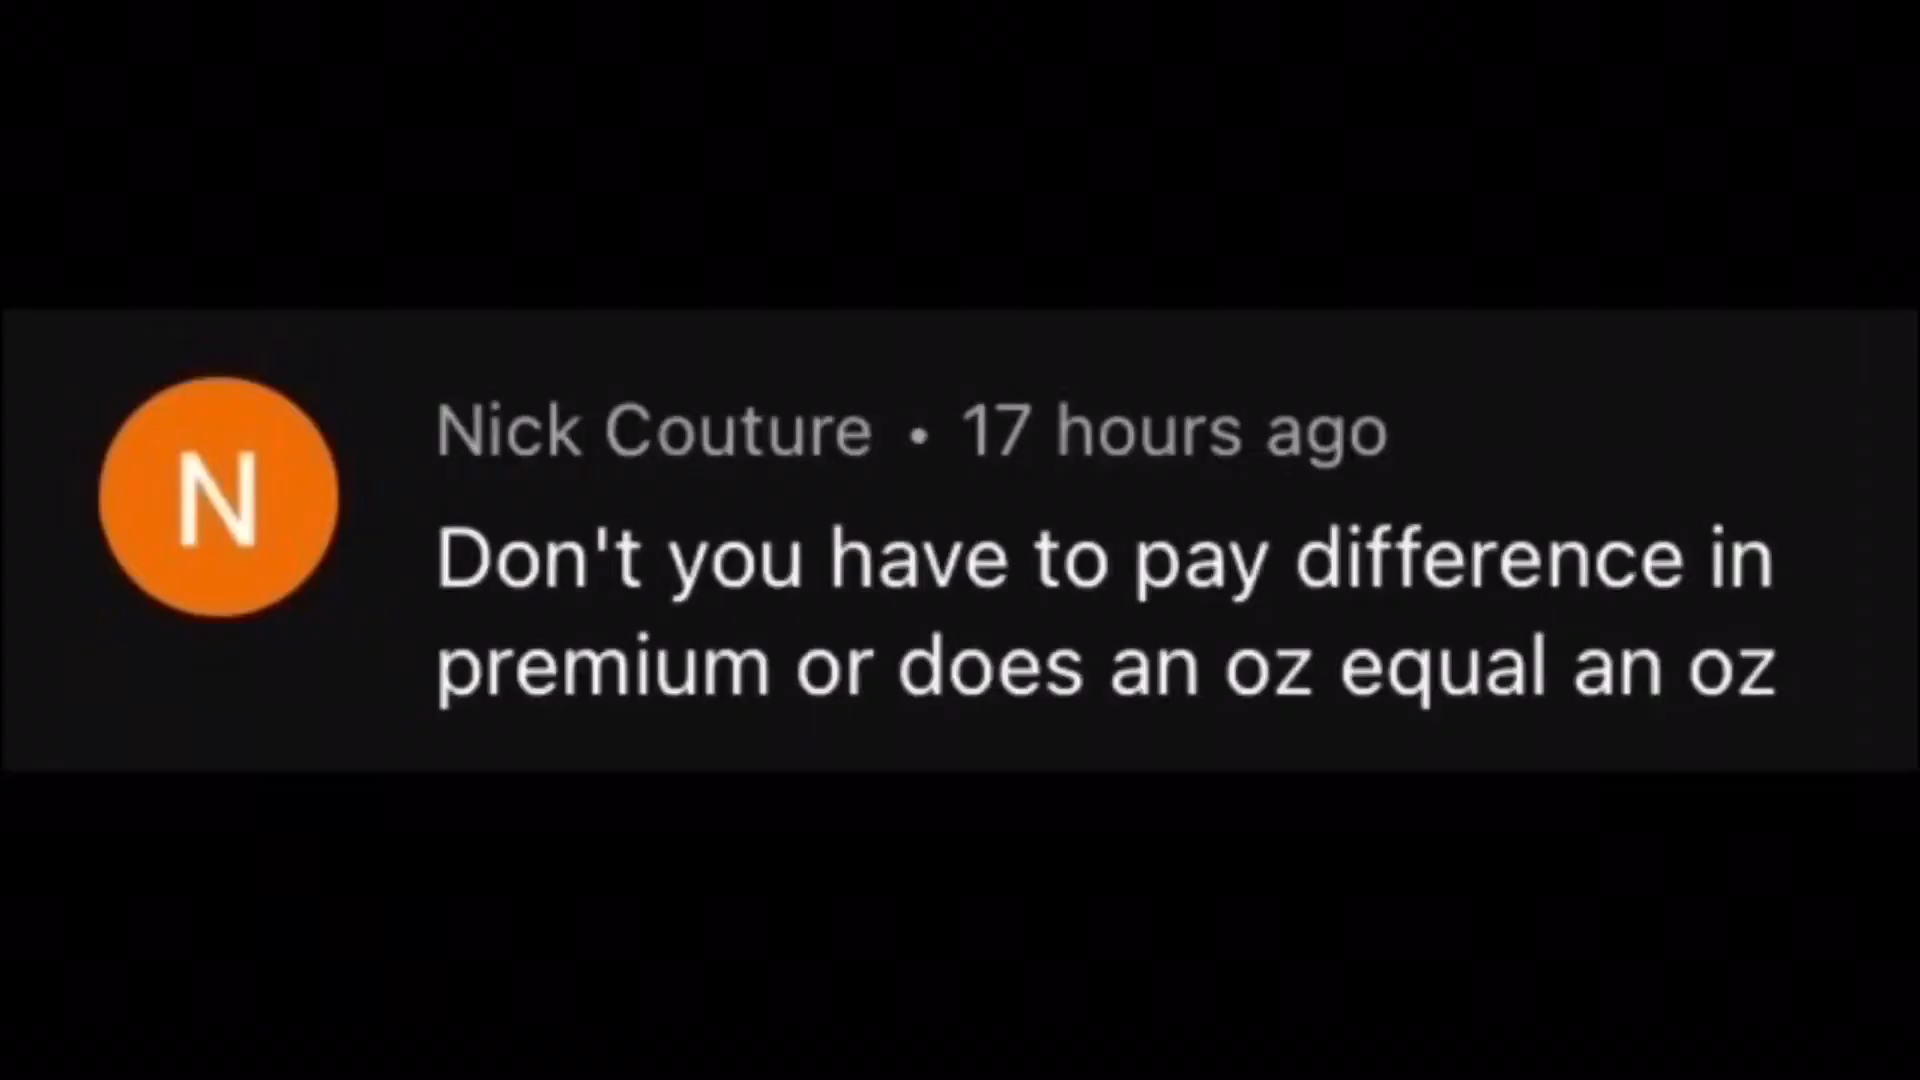 N
Nick Couture • 17 hours ago
Don't you have to pay difference in
premium or does an oz equal an oz